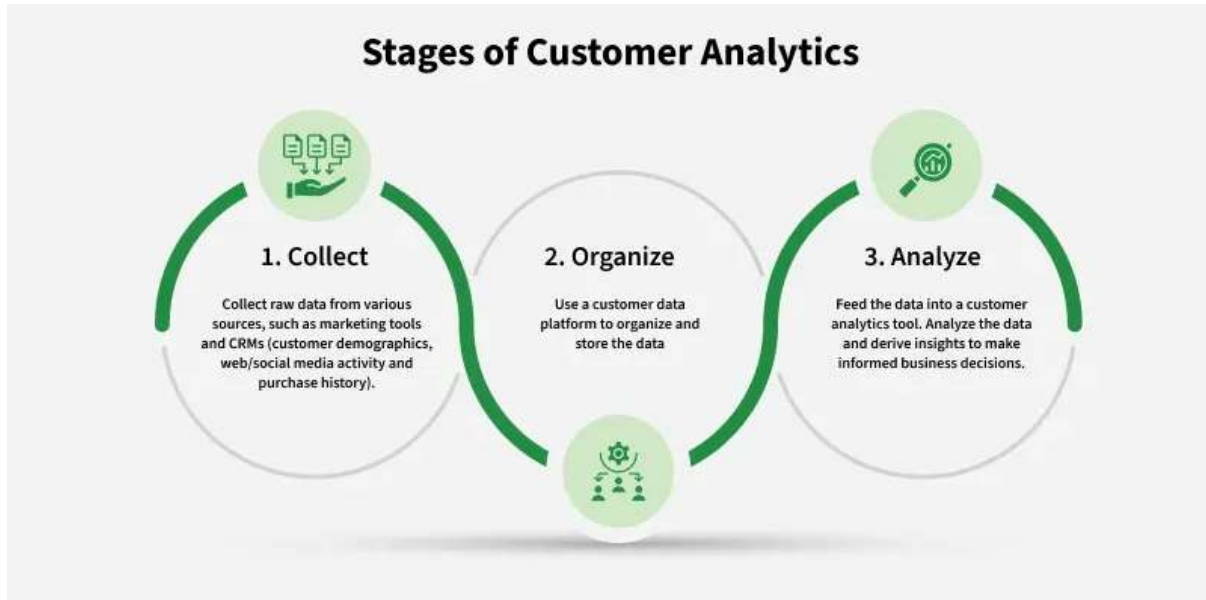 Stages of Customer Analytics
1. Collect
Collect raw data from various
sources, such as marketing tools
and CRMs (customer demographics,
web/social media activity and
purchase history).
2. Organize
Use a customer data
platform to organize and
store the data
3. Analyze
Feed the data into a customer
analytics tool. Analyze the data
and derive insights to make
informed business decisions.